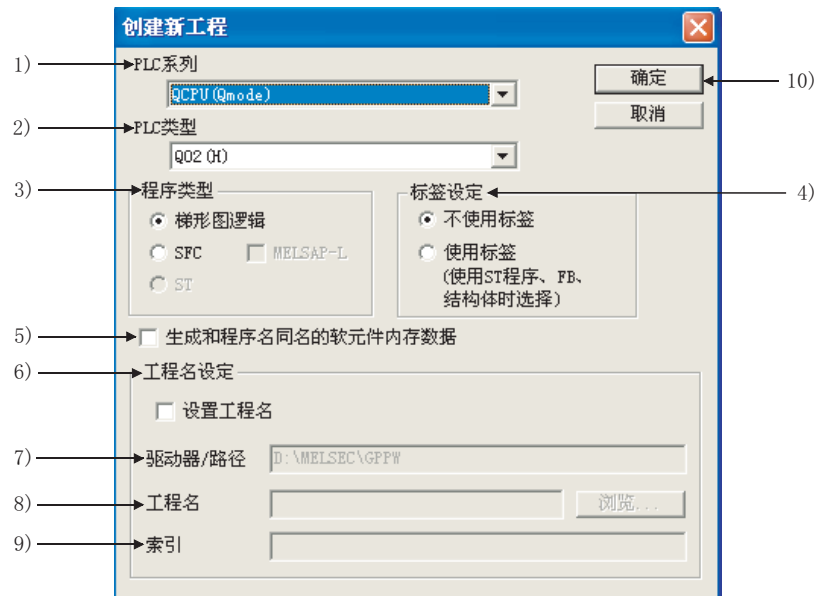 创建新工程
1) PLC系列
QCPU(Qmode)
确定 10)
取消
2) PLC类型
Q02(H)
3) 程序类型
梯形图逻辑
SFC MELSAP-L
ST
标签设定 4)
不使用标签
使用标签
(使用ST程序、FB、
结构体时选择)
5) 生成和程序名同名的软元件内存数据
6) 工程名设定
设置工程名
7) 驱动器/路径 D:\MELSEC\GPPW
8) 工程名 浏览...
9) 索引